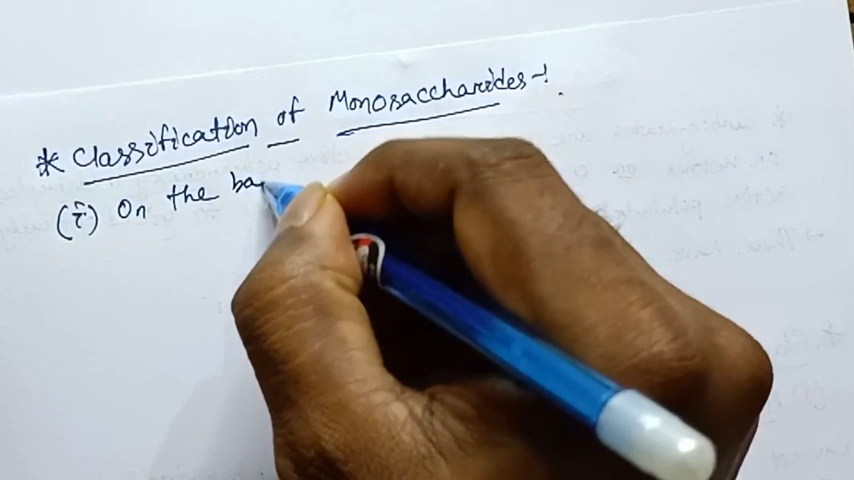 * Classification of Monosaccharides -!
(i) On the ba